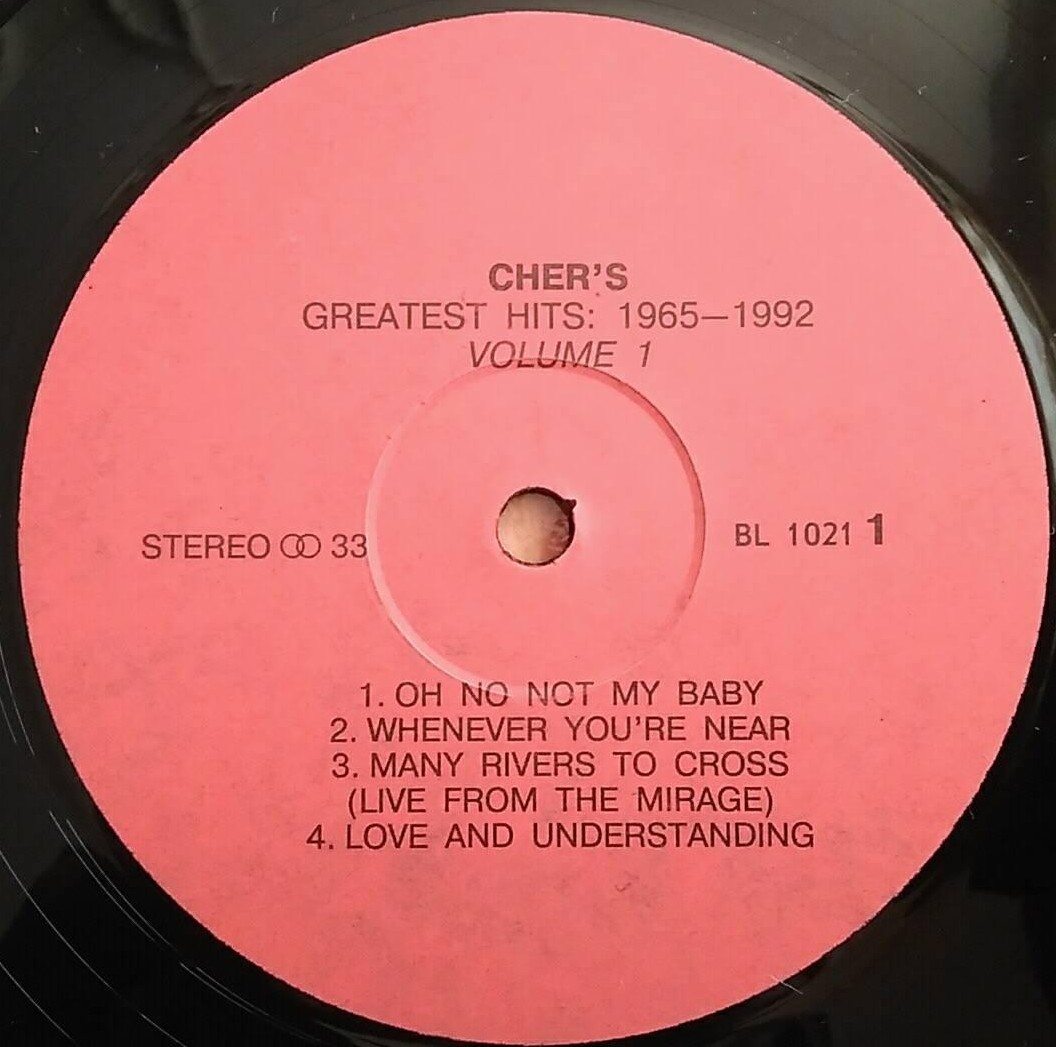 CHER'S
GREATEST HITS: 1965—1992
VOLUME 1
STEREO OO 33
BL 1021 1
1. OH NO NOT MY BABY
2. WHENEVER YOU'RE NEAR
3. MANY RIVERS TO CROSS
(LIVE FROM THE MIRAGE)
4. LOVE AND UNDERSTANDING